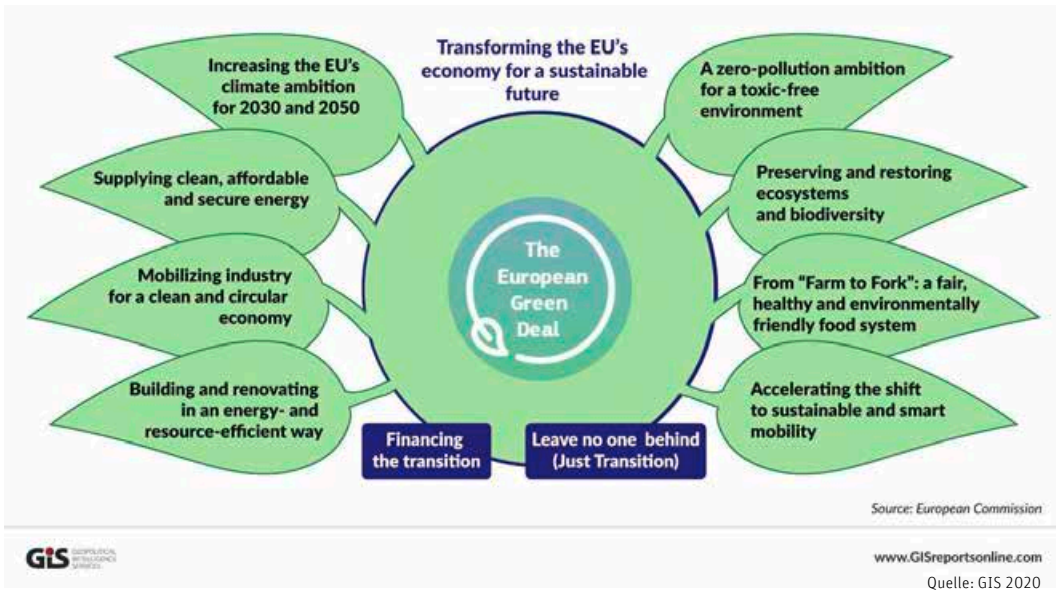 Transforming the EU's
economy for a sustainable
future
Increasing the EU's
climate ambition
for 2030 and 2050
Supplying clean, affordable
and secure energy
Mobilizing industry
for a clean and circular
economy
Building and renovating
in an energy- and
resource-efficient way
A zero-pollution ambition
for a toxic-free
environment
Preserving and restoring
ecosystems
and biodiversity
From "Farm to Fork": a fair,
healthy and environmentally
friendly food system
Accelerating the shift
to sustainable and smart
mobility
The
European
Green
Deal
Financing
the transition
Leave no one behind
(Just Transition)
Source: European Commission
GIS
GEOPOLITICAL
INTELLIGENCE
SERVICES
www.GISreportsonline.com
Quelle: GIS 2020